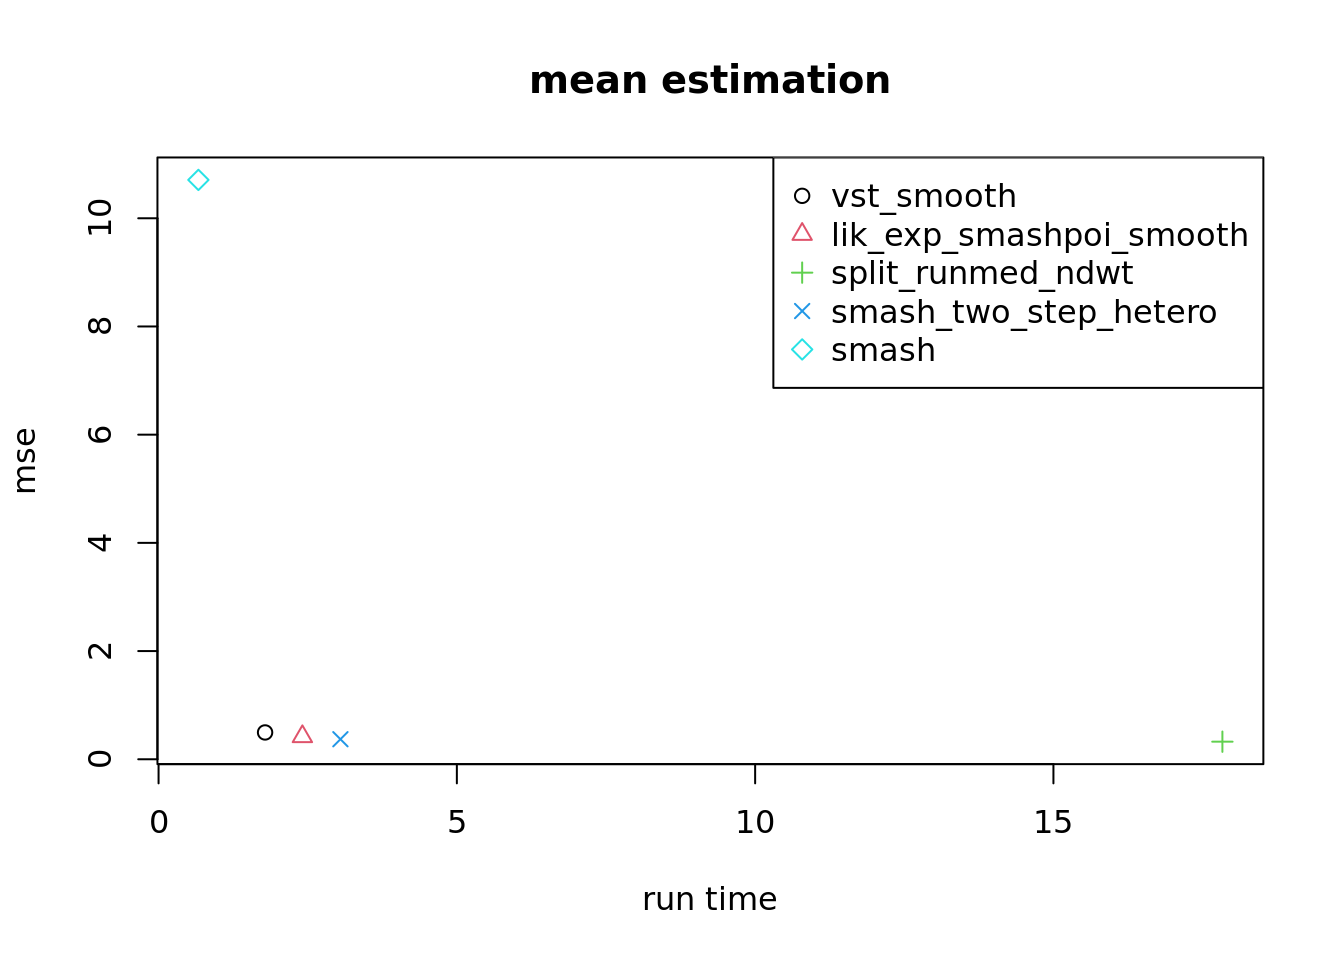 mean estimation
vst_smooth
lik_exp_smashpoi_smooth
split_runmed_ndwt
smash_two_step_hetero
smash
10
8
6
4
2
0
mse
0 5 10 15
run time